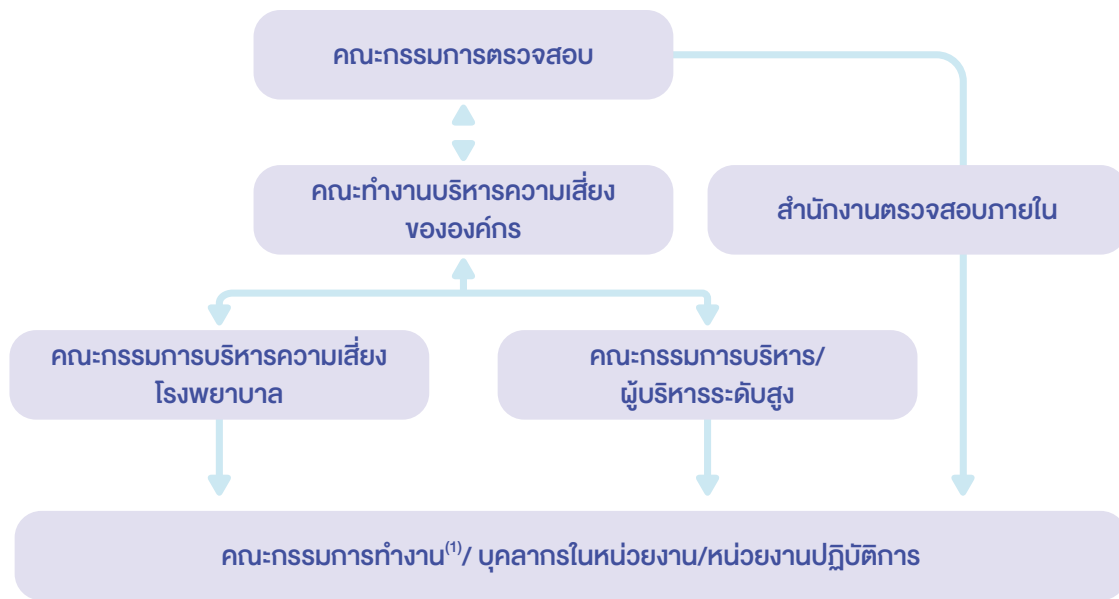 คณะกรรมการตรวจสอบ
คณะทำงานบริหารความเสี่ยง
ขององค์กร
สำนักงานตรวจสอบภายใน
คณะกรรมการบริหารความเสี่ยง
โรงพยาบาล
คณะกรรมการบริหาร/
ผู้บริหารระดับสูง
คณะกรรมการทำงาน⁽¹⁾/ บุคลากรในหน่วยงาน/หน่วยงานปฏิบัติการ